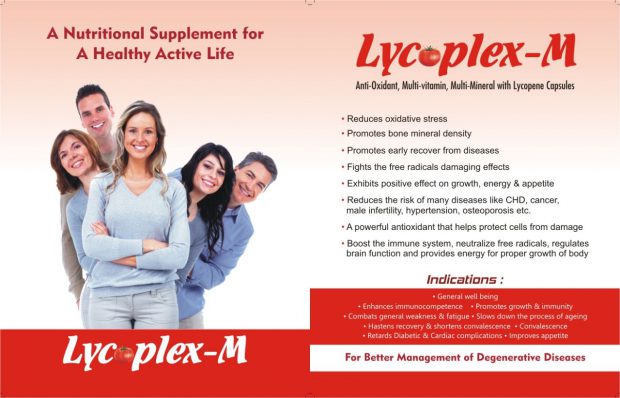 A Nutritional Supplement for
A Healthy Active Life
Lycoplex-M
Lycoplex-M
Anti-Oxidant, Multi-vitamin, Multi-Mineral with Lycopene Capsules
• Reduces oxidative stress
• Promotes bone mineral density
• Promotes early recover from diseases
• Fights the free radicals damaging effects
• Exhibits positive effect on growth, energy & appetite
• Reduces the risk of many diseases like CHD, cancer,
male infertility, hypertension, osteoporosis etc.
• A powerful antioxidant that helps protect cells from damage
• Boost the immune system, neutralize free radicals, regulates
brain function and provides energy for proper growth of body
Indications :
• General well being
• Enhances immunocompetence • Promotes growth & immunity
• Combats general weakness & fatigue • Slows down the process of ageing
• Hastens recovery & shortens convalescence • Convalescence
• Retards Diabetic & Cardiac complications • Improves appetite
For Better Management of Degenerative Diseases